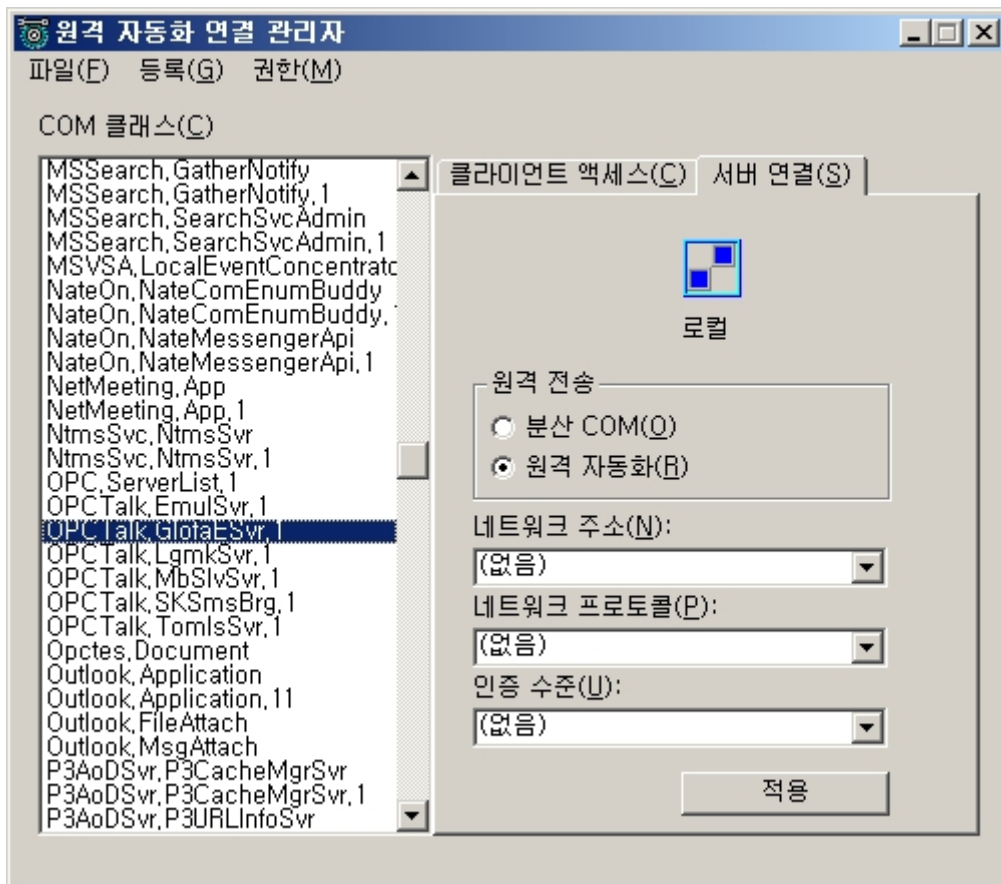 원격 자동화 연결 관리자
파일(F) 등록(G) 권한(M)
COM 클래스(C)
MSSearch,GatherNotify
MSSearch,GatherNotify,1
MSSearch,SearchSvcAdmin
MSSearch,SearchSvcAdmin,1
MSVSA,LocalEventConcentratc
NateOn,NateComEnumBuddy
NateOn,NateComEnumBuddy,1
NateOn,NateMessengerApi
NateOn,NateMessengerApi,1
NetMeeting,App
NetMeeting,App,1
NtmsSvc,NtmsSvr
NtmsSvc,NtmsSvr,1
OPC,ServerList,1
OPCTalk,EmulSvr,1
OPCTalk,GlofaESvr,1
OPCTalk,LgmkSvr,1
OPCTalk,MbSlvSvr,1
OPCTalk,SKSmsBrg,1
OPCTalk,TomIsSvr,1
Opctes,Document
Outlook,Application
Outlook,Application,11
Outlook,FileAttach
Outlook,MsgAttach
P3AoDSvr,P3CacheMgrSvr
P3AoDSvr,P3CacheMgrSvr,1
P3AoDSvr,P3URLInfoSvr
클라이언트 액세스(C) 서버 연결(S)
로컬
원격 전송
분산 COM(O)
원격 자동화(R)
네트워크 주소(N):
(없음)
네트워크 프로토콜(P):
(없음)
인증 수준(U):
(없음)
적용